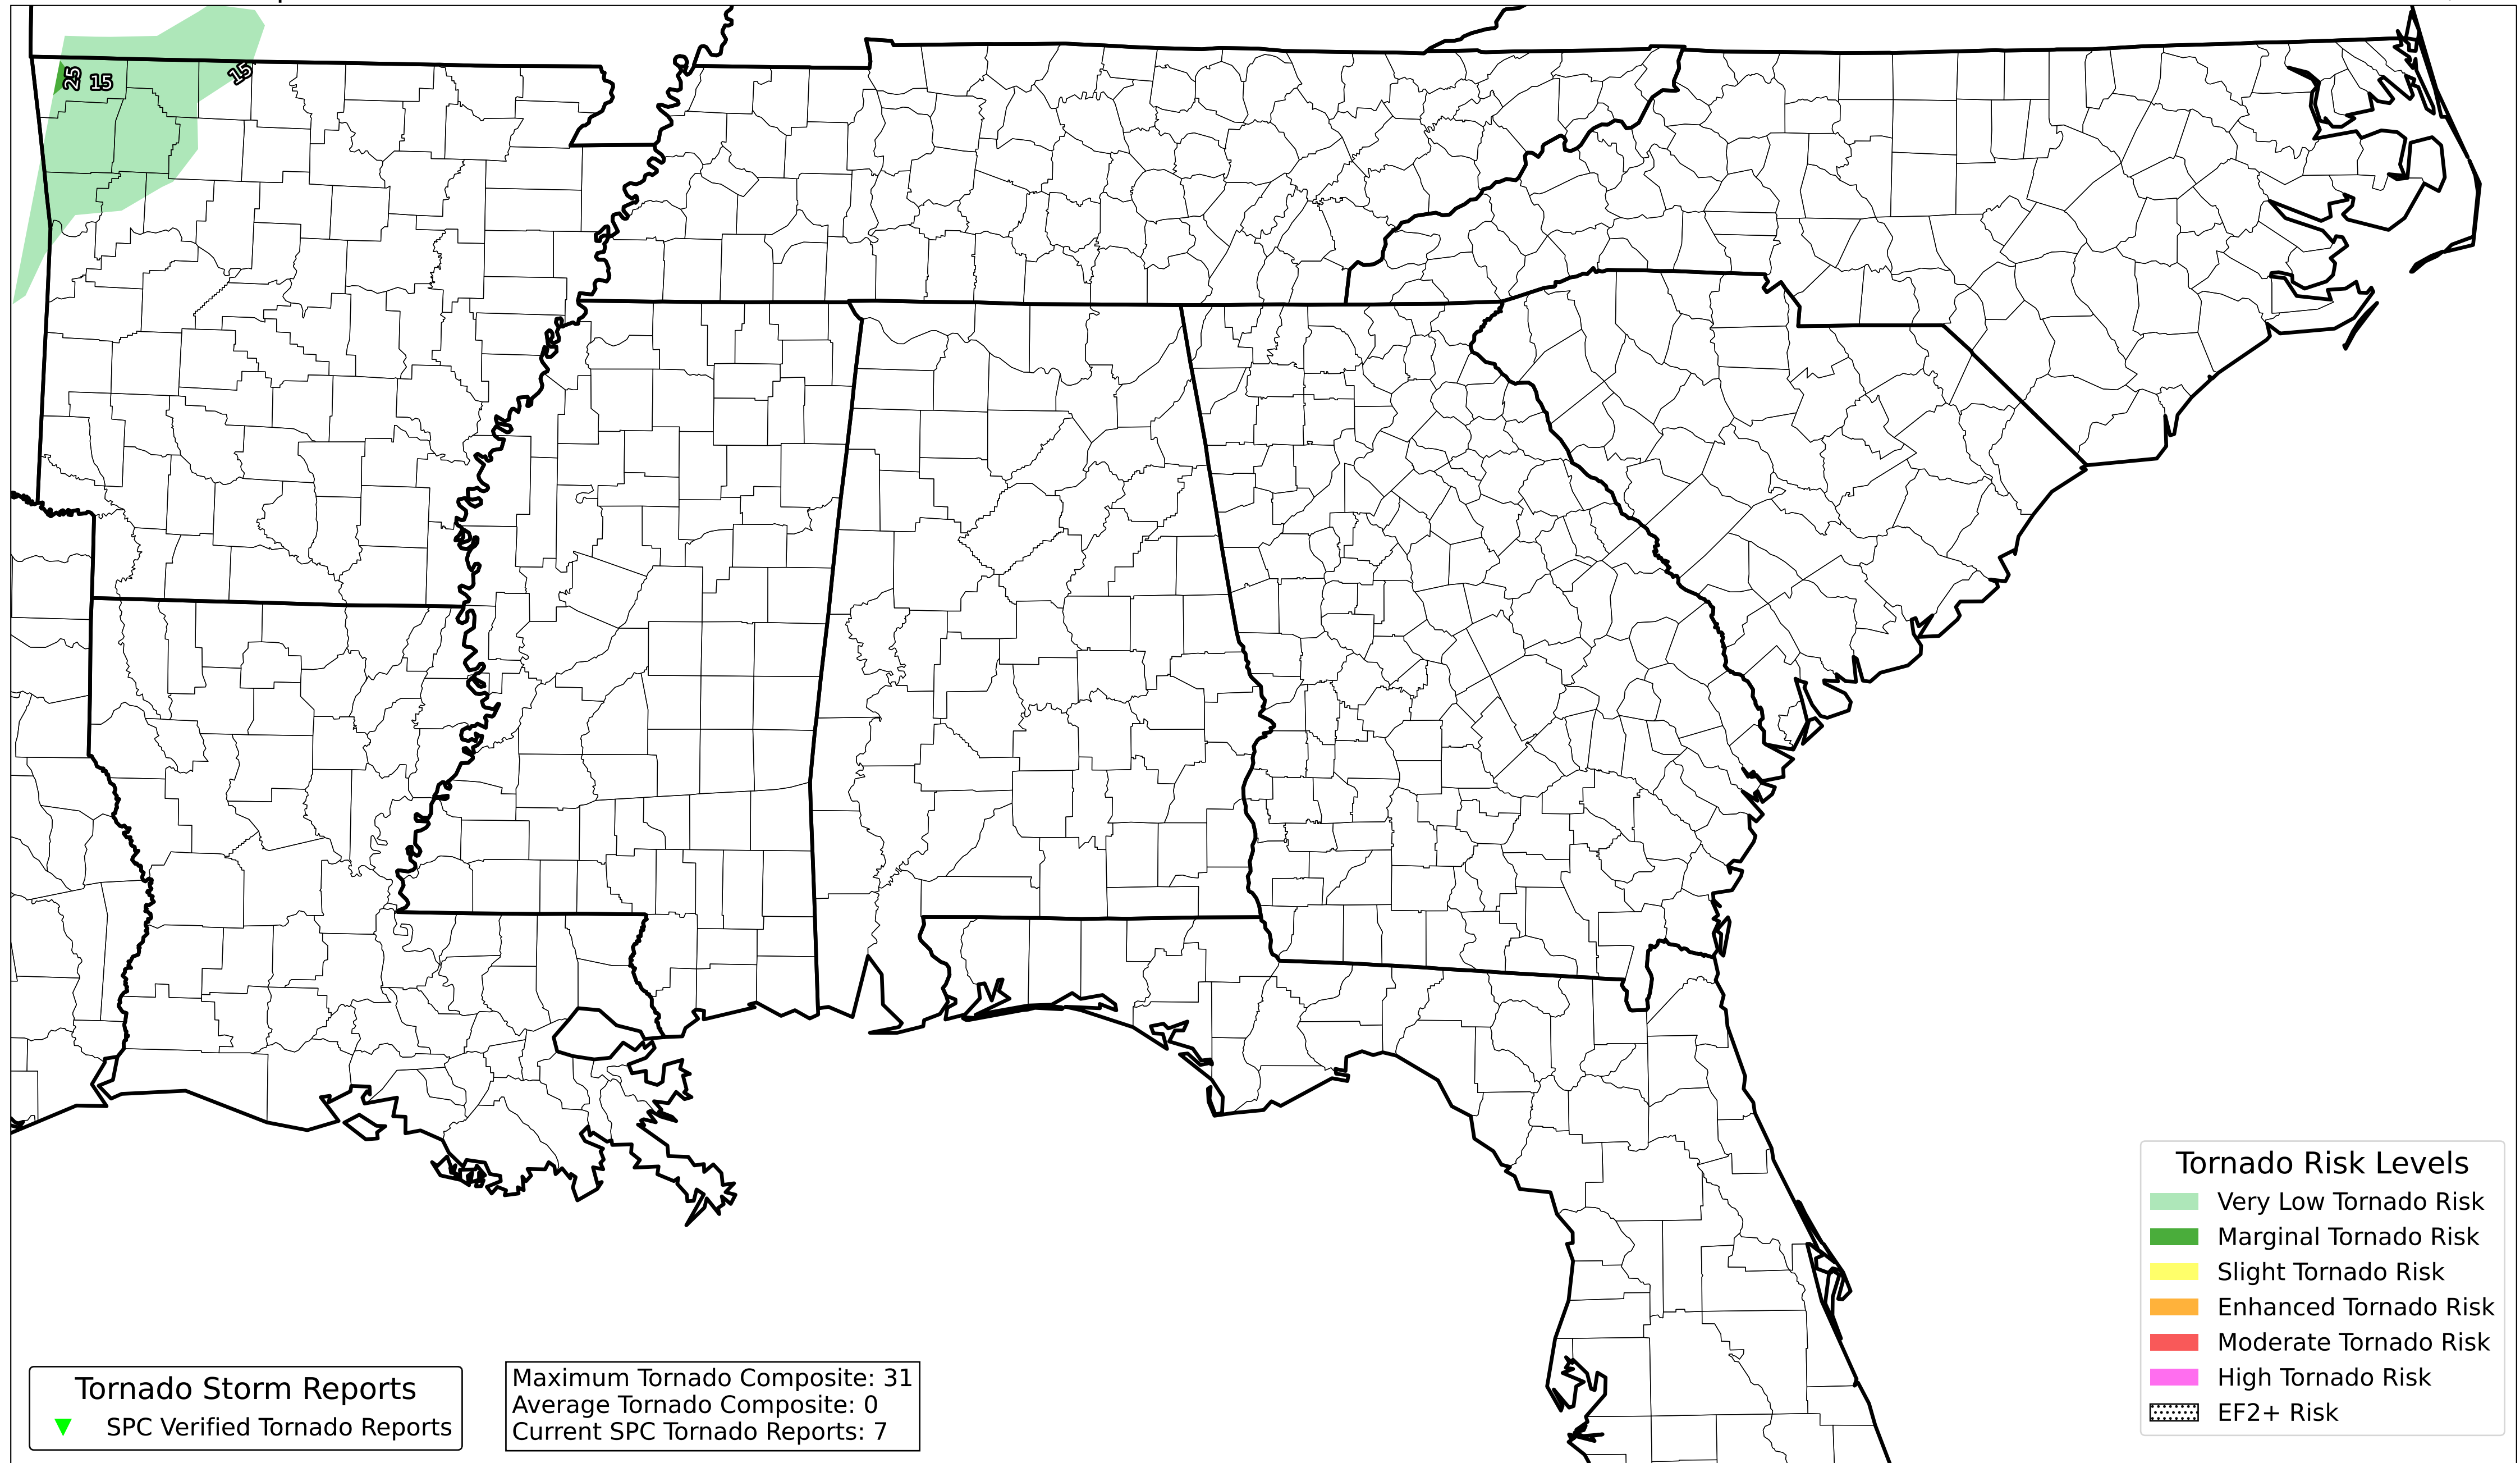 25
15
15
Tornado Risk Levels
Very Low Tornado Risk
Marginal Tornado Risk
Slight Tornado Risk
Enhanced Tornado Risk
Moderate Tornado Risk
High Tornado Risk
EF2+ Risk
Tornado Storm Reports
SPC Verified Tornado Reports
Maximum Tornado Composite: 31
Average Tornado Composite: 0
Current SPC Tornado Reports: 7